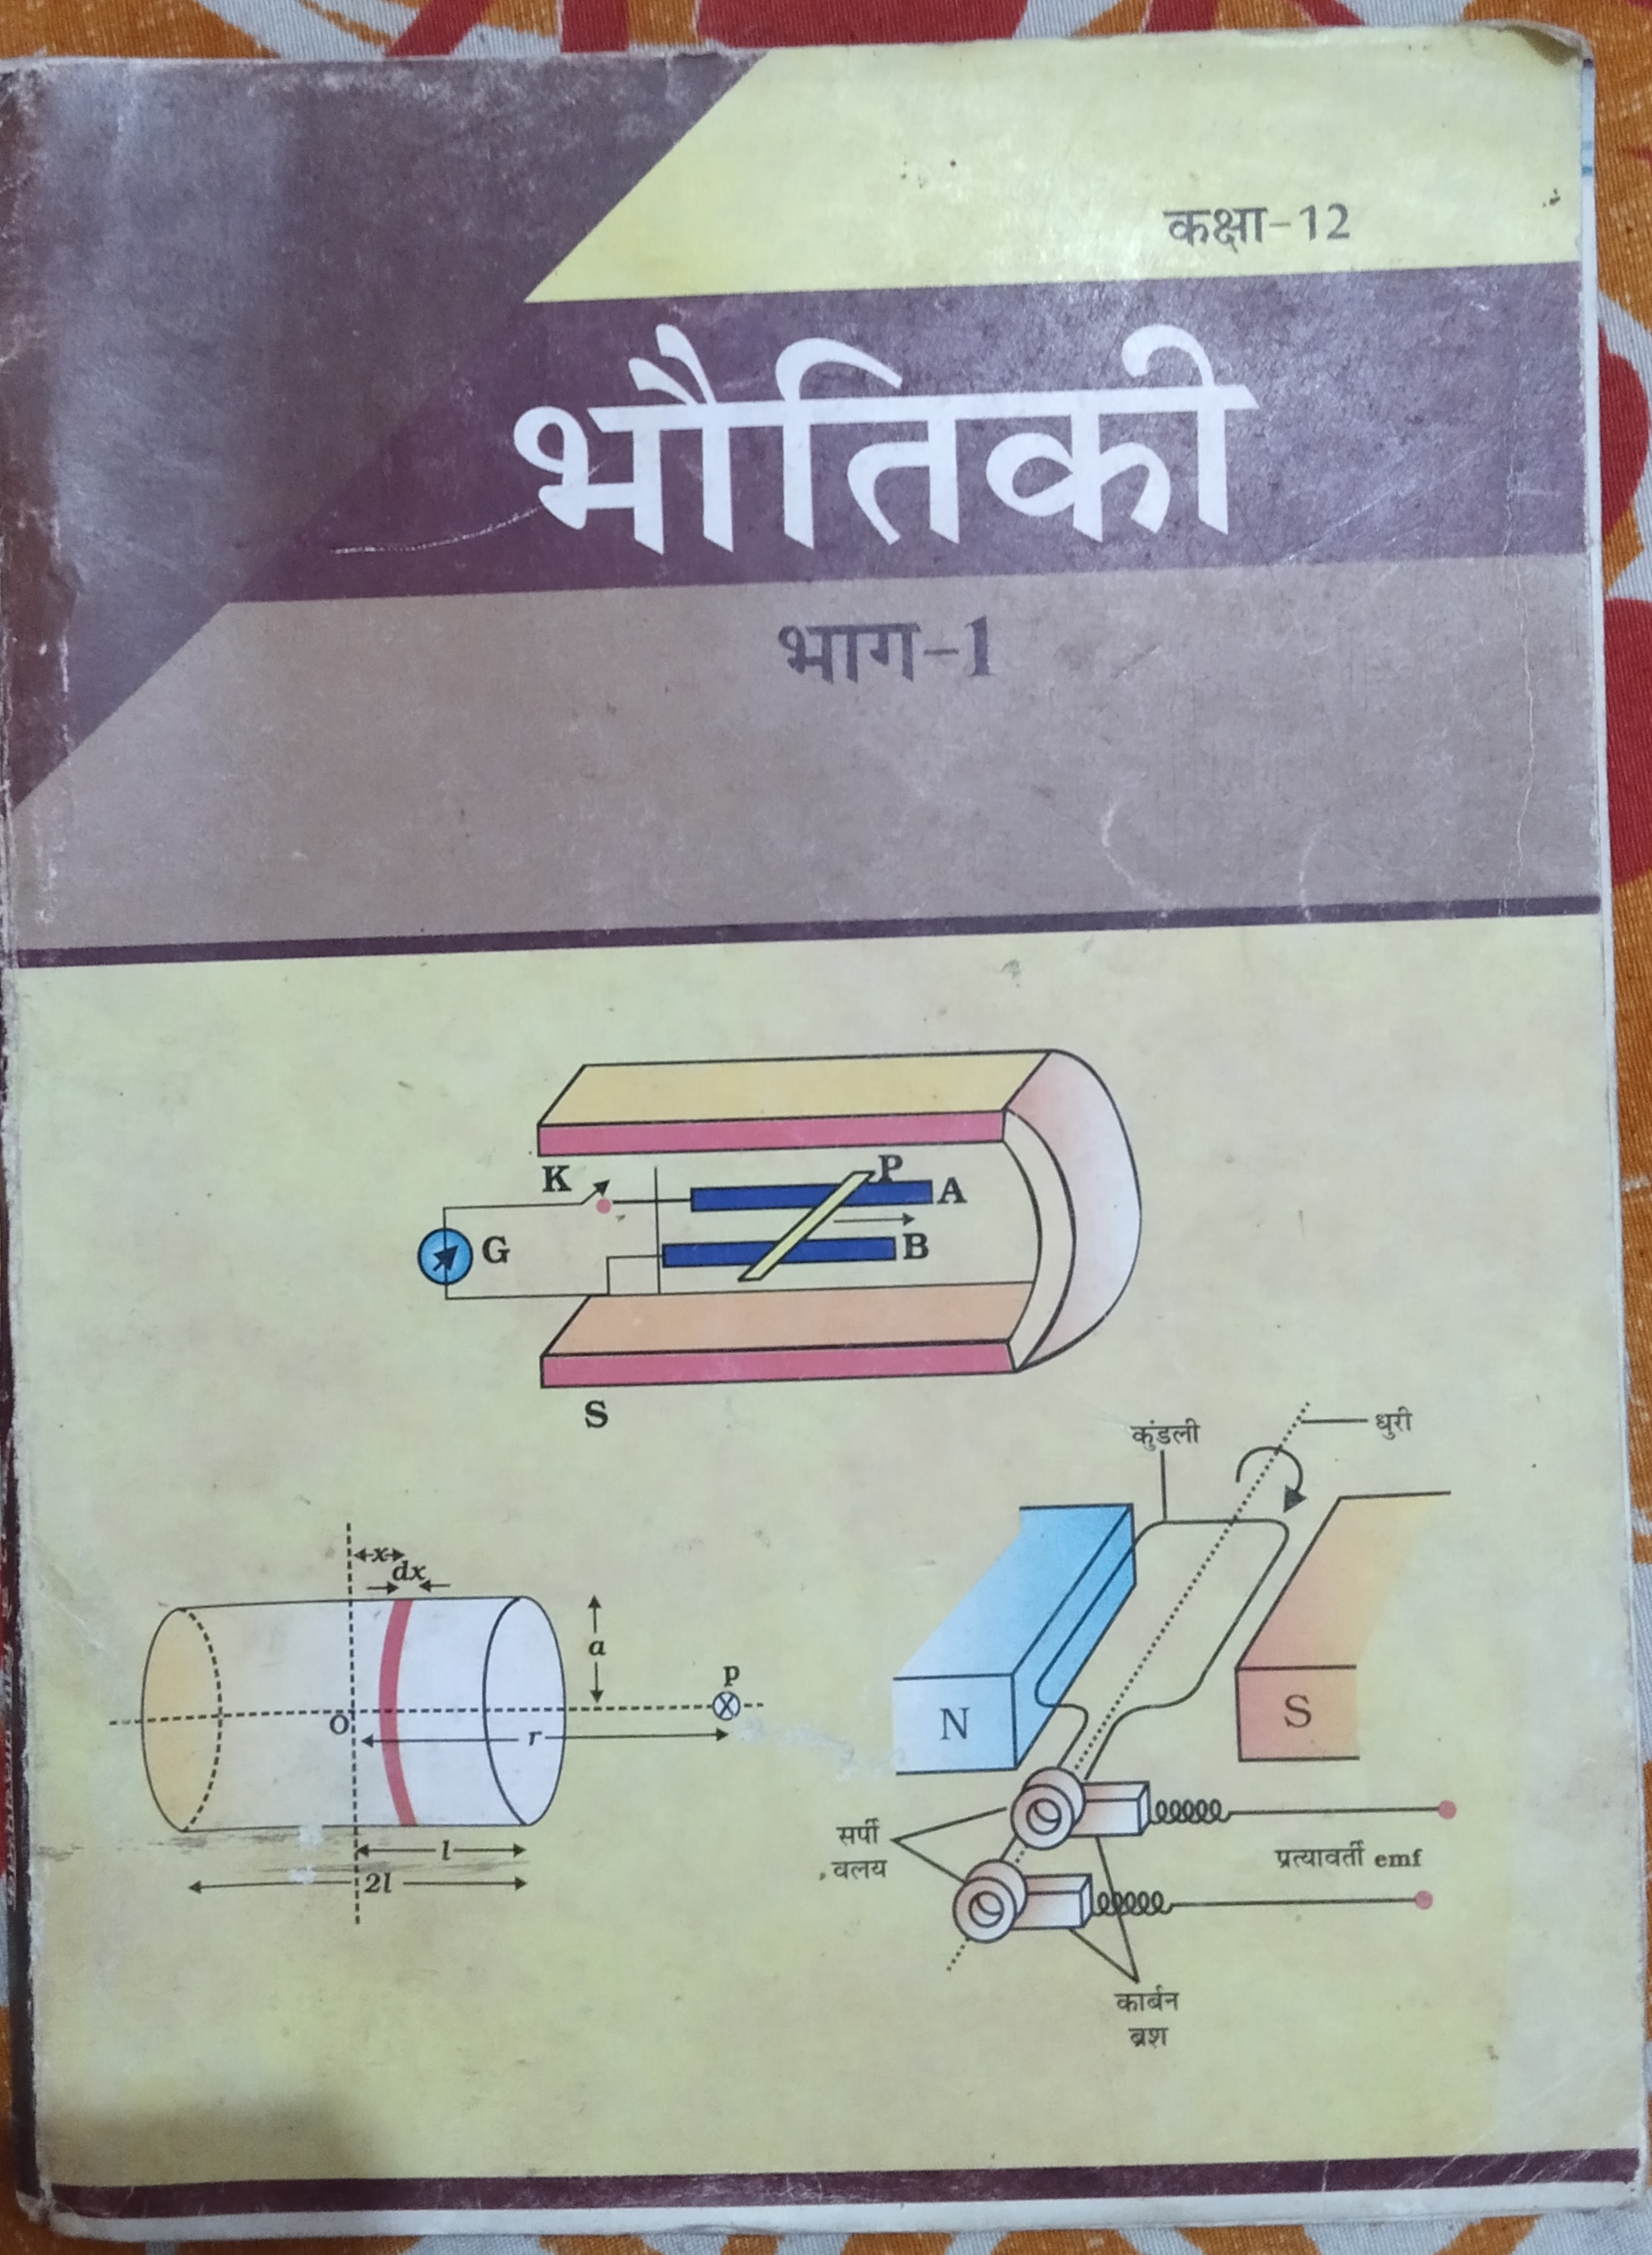 कक्षा-12
भौतिकी
भाग-1
K
P
A
G
B
S
कुंडली
धुरी
x
dx
a
p
O
r
N
S
l
2l
सर्पी
वलय
प्रत्यावर्ती emf
कार्बन
ब्रश